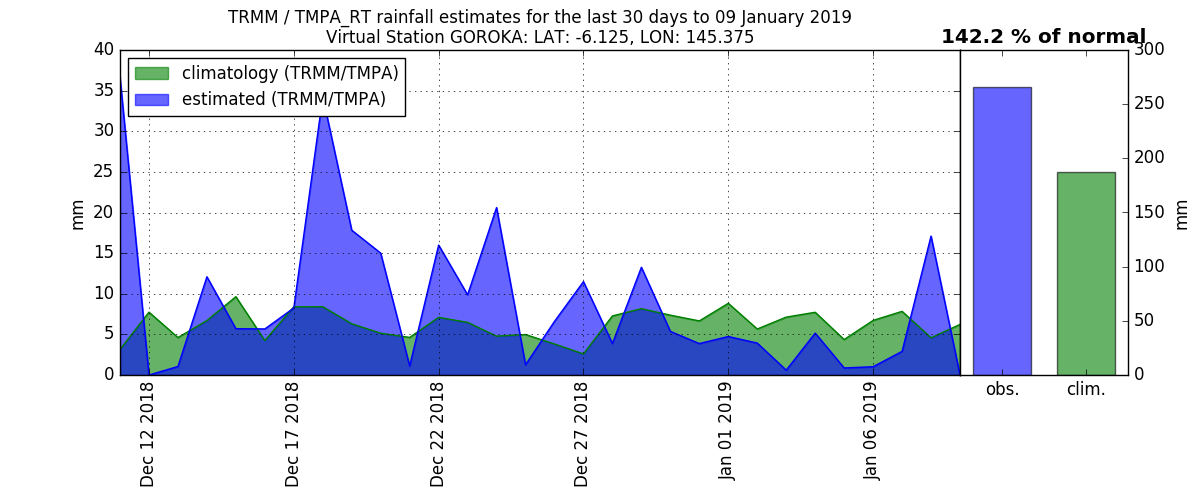 TRMM / TMPA_RT rainfall estimates for the last 30 days to 09 January 2019
Virtual Station GOROKA: LAT: -6.125, LON: 145.375
142.2 % of normal
climatology (TRMM/TMPA)
estimated (TRMM/TMPA)
40
35
30
25
20
15
10
5
0
mm
Dec 12 2018
Dec 17 2018
Dec 22 2018
Dec 27 2018
Jan 01 2019
Jan 06 2019
obs.
clim.
300
250
200
150
100
50
0
mm